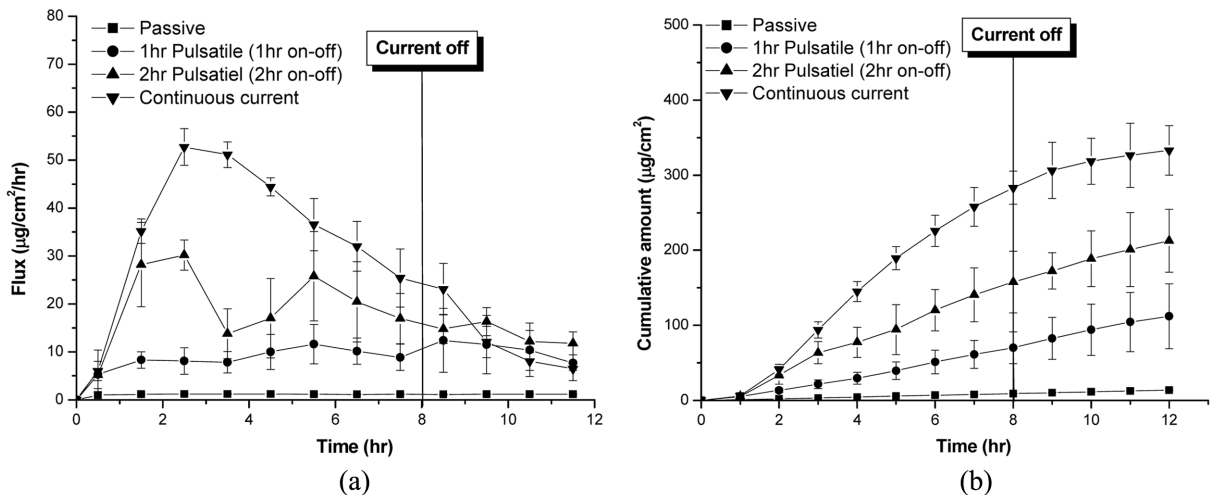 80
70
60
50
40
30
20
10
0
Flux (μg/cm²/hr)
Passive
1hr Pulsatile (1hr on-off)
2hr Pulsatiel (2hr on-off)
Continuous current
Current off
0 2 4 6 8 10 12
Time (hr)
(a)
500
400
300
200
100
0
Cumulative amount (μg/cm²)
Passive
1hr Pulsatile (1hr on-off)
2hr Pulsatiel (2hr on-off)
Continuous current
Current off
0 2 4 6 8 10 12
Time (hr)
(b)